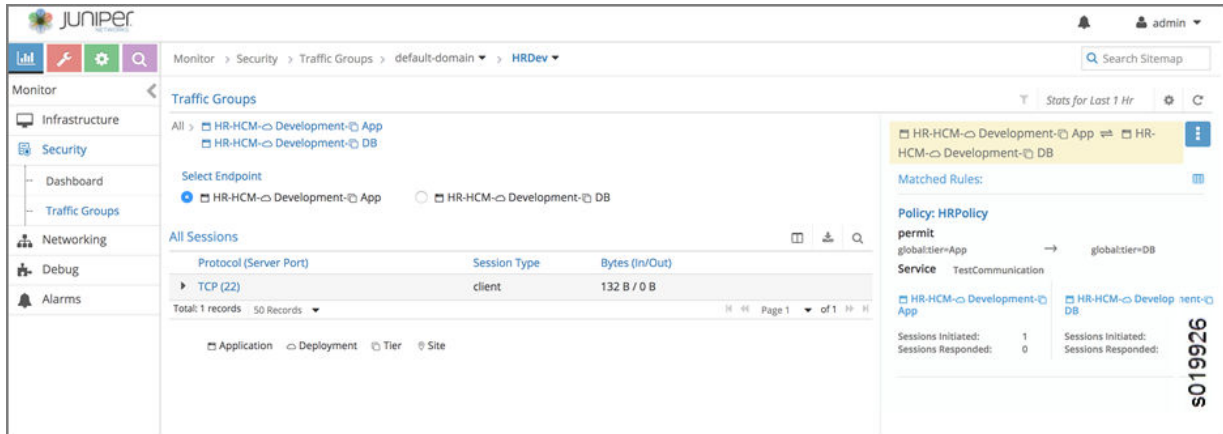 JUNIPER
NETWORKS
admin
Monitor > Security > Traffic Groups > default-domain > HRDev
Search Sitemap
Monitor
Infrastructure
Security
Dashboard
Traffic Groups
Networking
Debug
Alarms
Traffic Groups
Stats for Last 1 Hr
All > HR-HCM- Development- App
HR-HCM- Development- DB
Select Endpoint
HR-HCM- Development- App HR-HCM- Development- DB
All Sessions
Protocol (Server Port) Session Type Bytes (In/Out)
TCP (22) client 132 B / 0 B
Total: 1 records 50 Records Page 1 of 1
Application Deployment Tier Site
HR-HCM- Development- App ⇌ HR-
HCM- Development- DB
Matched Rules:
Policy: HRPolicy
permit
global:tier=App → global:tier=DB
Service TestCommunication
HR-HCM- Development- HR-HCM- Development-
App DB
Sessions Initiated: 1 Sessions Initiated:
Sessions Responded: 0 Sessions Responded:
s019926